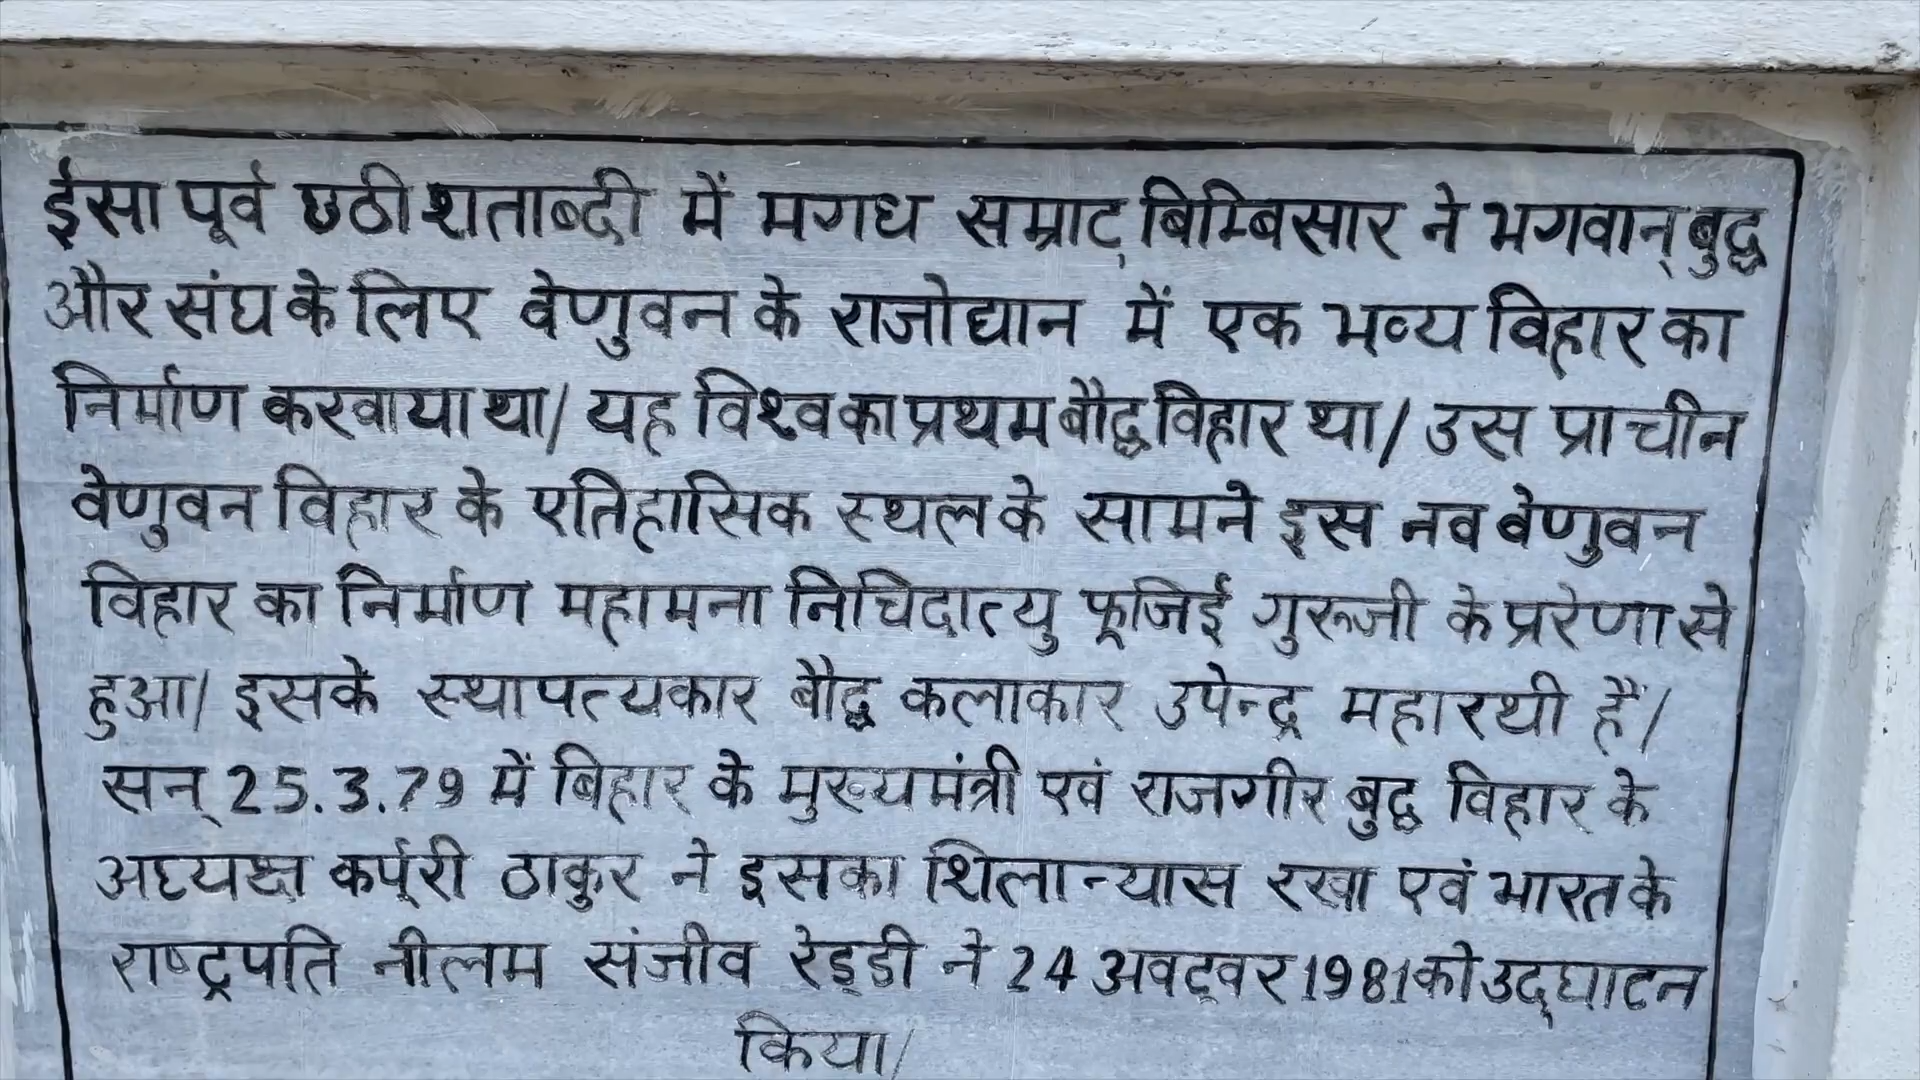 ईसा पूर्व छठी शताब्दी में मगध सम्राट् बिम्बिसार ने भगवान् बुद्ध
और संघ के लिए वेणुवन के राजोद्यान में एक भव्य विहार का
निर्माण करवाया था/ यह विश्व का प्रथम बौद्ध विहार था/ उस प्राचीन
वेणुवन विहार के एतिहासिक स्थल के सामने इस नव वेणुवन
विहार का निर्माण महामना निचिदात्यु फूजिई गुरूजी के प्ररेणा से
हुआ/ इसके स्थापत्यकार बौद्ध कलाकार उपेन्द्र महारथी हैं/
सन् 25.3.79 में बिहार के मुख्यमंत्री एवं राजगीर बुद्ध विहार के
अध्यक्ष कर्पूरी ठाकुर ने इसका शिलान्यास रखा एवं भारत के
राष्ट्रपति नीलम संजीव रेड्डी ने 24 अवट्वर 1981 को उद्घाटन
किया/